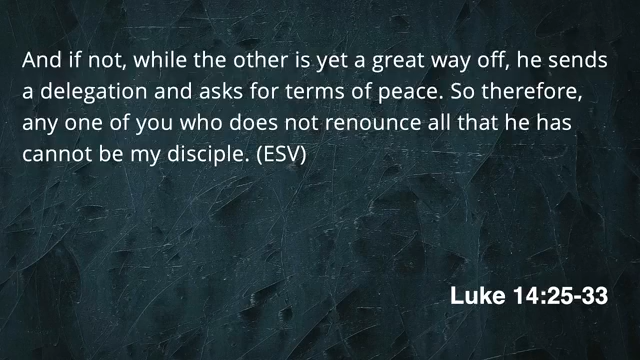 And if not, while the other is yet a great way off, he sends
a delegation and asks for terms of peace. So therefore,
any one of you who does not renounce all that he has
cannot be my disciple. (ESV)
Luke 14:25-33